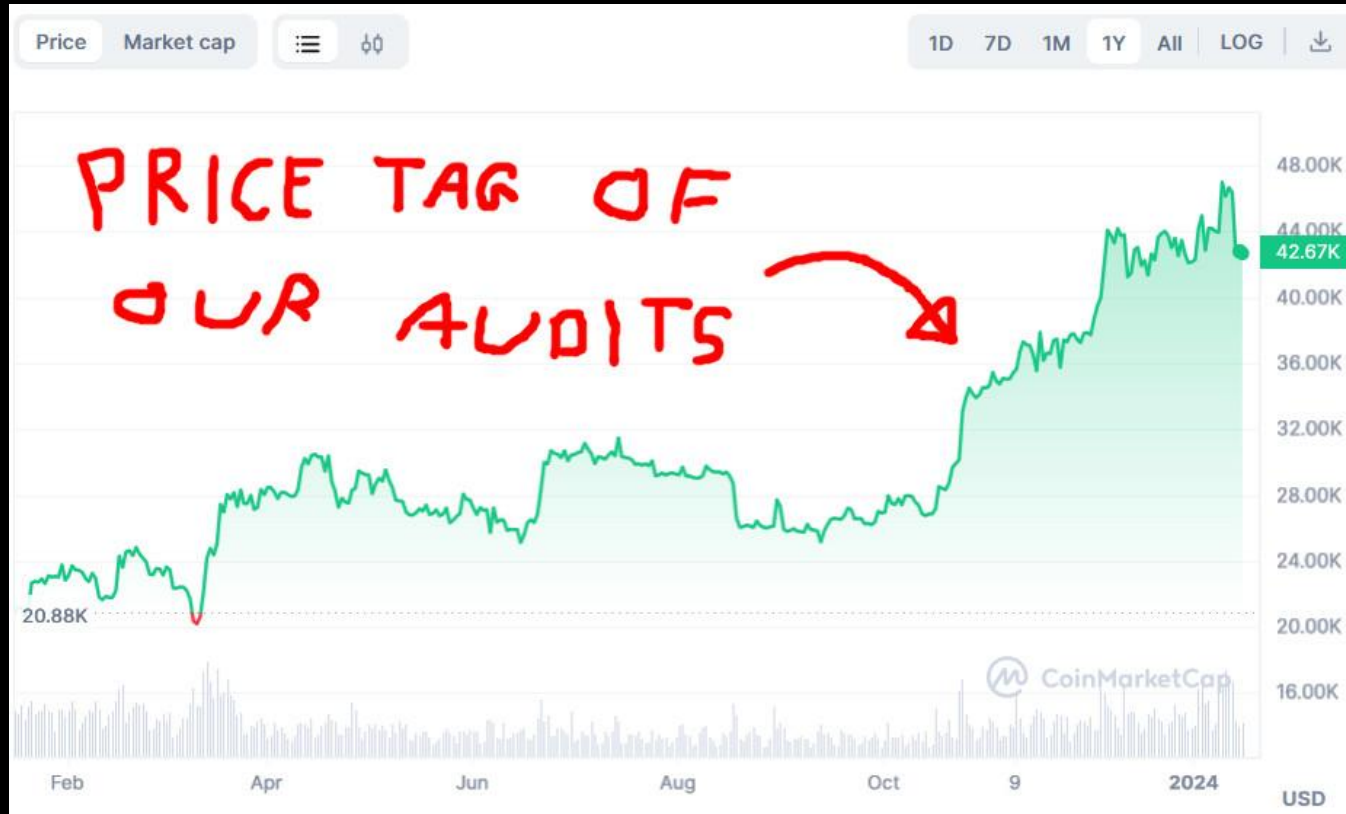 Price Market cap 1D 7D 1M 1Y All LOG
PRICE TAG OF
OUR AUDITS
48.00K
44.00K
42.67K
40.00K
36.00K
32.00K
28.00K
24.00K
20.88K
20.00K
CoinMarketCap
16.00K
Feb Apr Jun Aug Oct 9 2024
USD